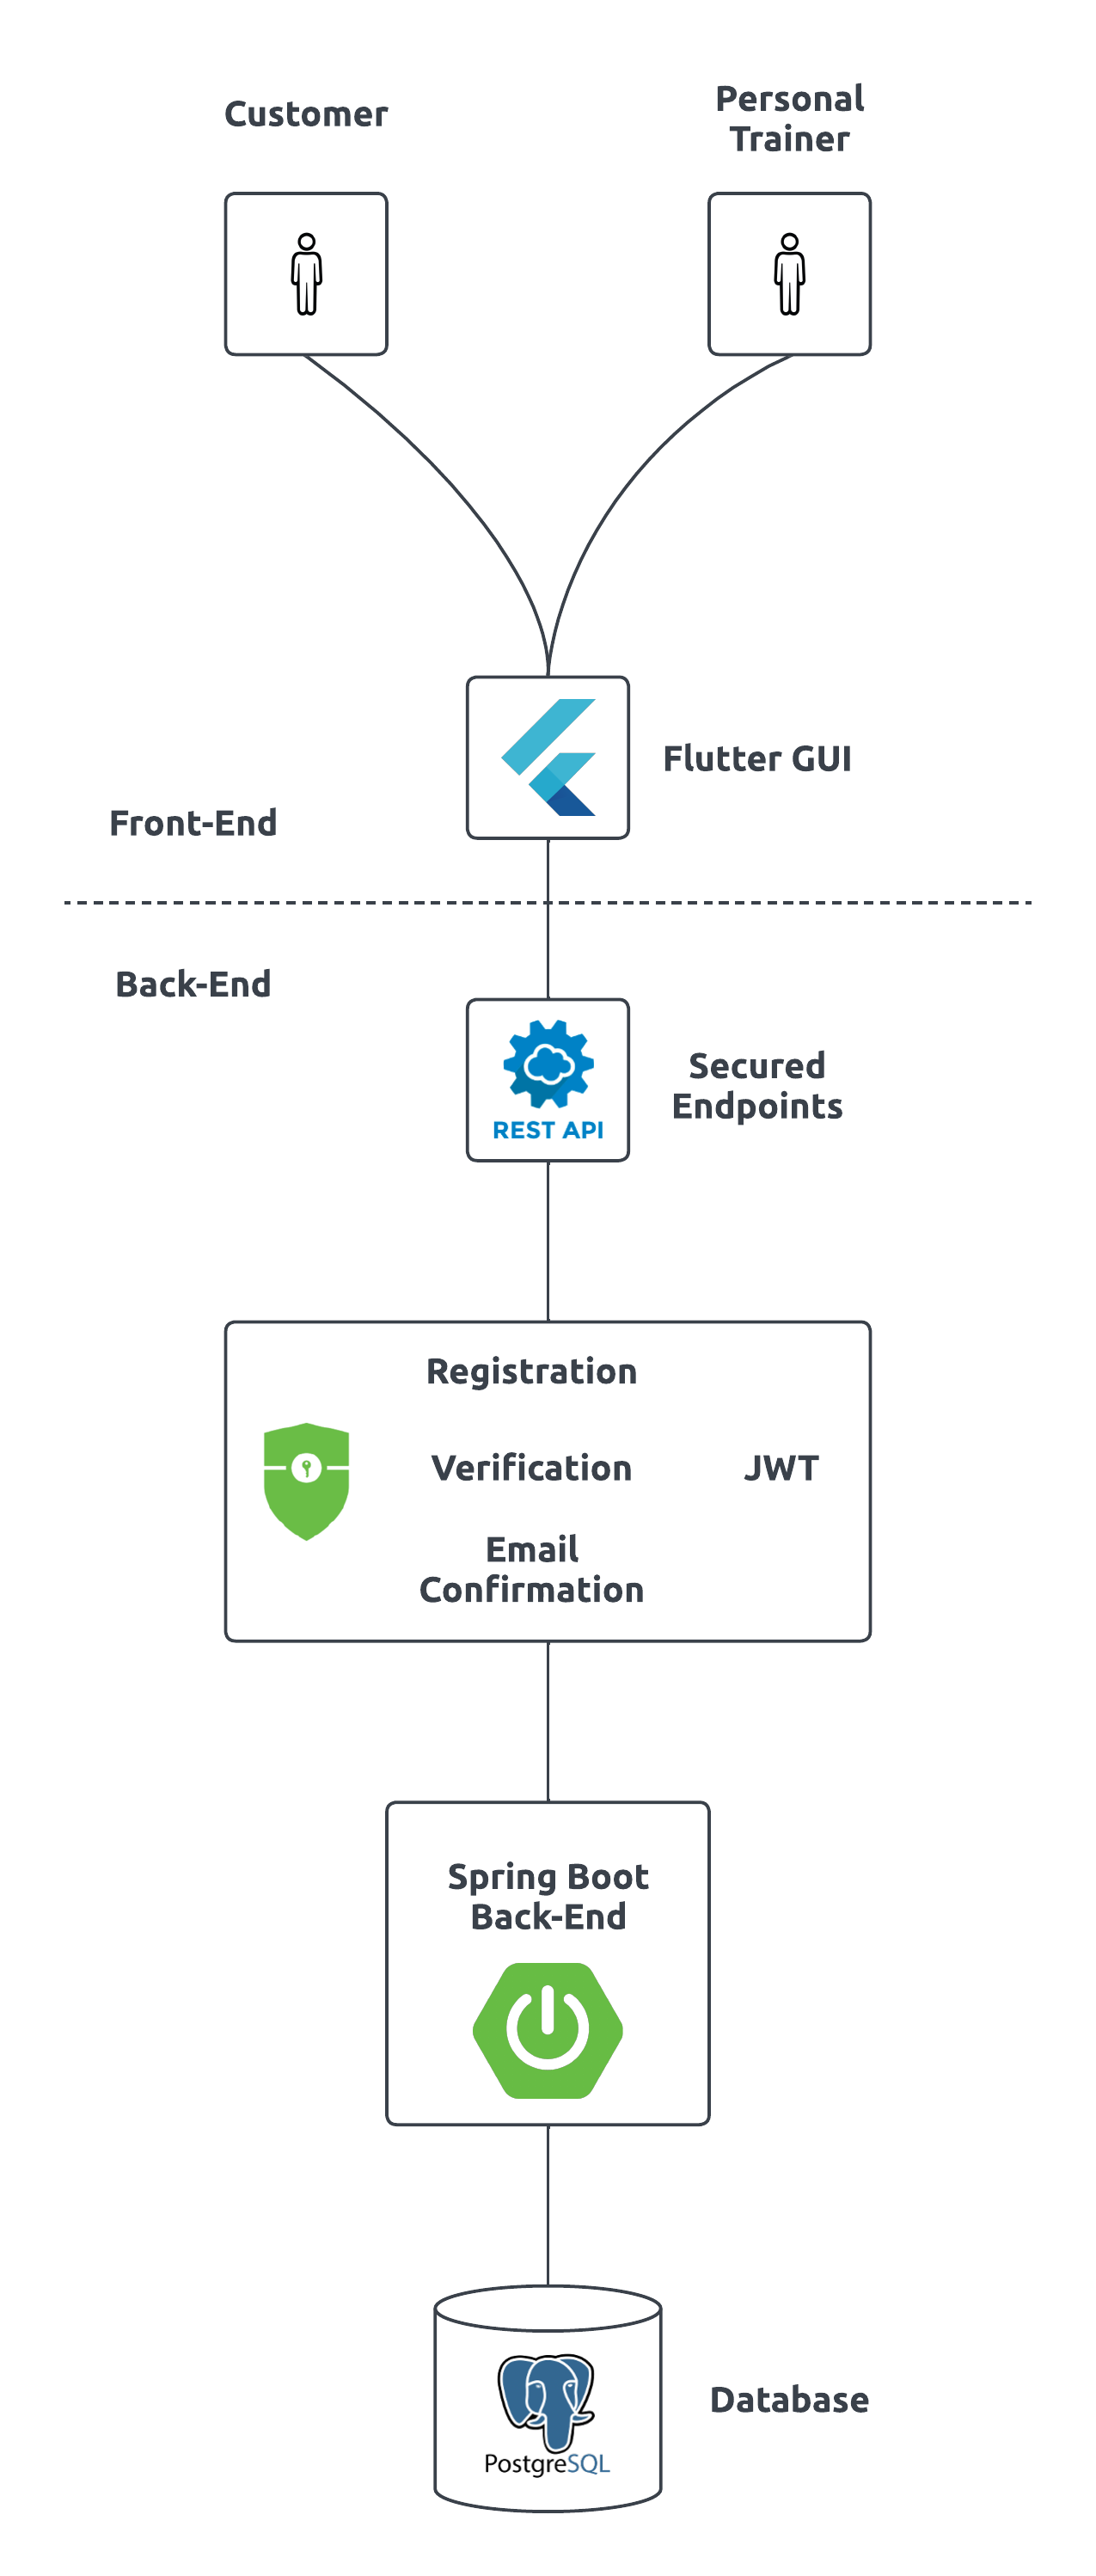 Customer
Personal
Trainer
Flutter GUI
Front-End
Back-End
REST API
Secured
Endpoints
Registration
Verification
JWT
Email
Confirmation
Spring Boot
Back-End
PostgreSQL
Database